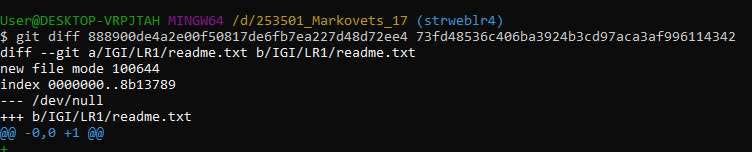 User@DESKTOP-VRPJTAH MINGW64 /d/253501_Markovets_17 (strweblr4)
$ git diff 888900de4a2e00f50817de6fb7ea227d48d72ee4 73fd48536c406ba3924b3cd97aca3af996114342
diff --git a/IGI/LR1/readme.txt b/IGI/LR1/readme.txt
new file mode 100644
index 0000000..8b13789
--- /dev/null
+++ b/IGI/LR1/readme.txt
@@ -0,0 +1 @@
+